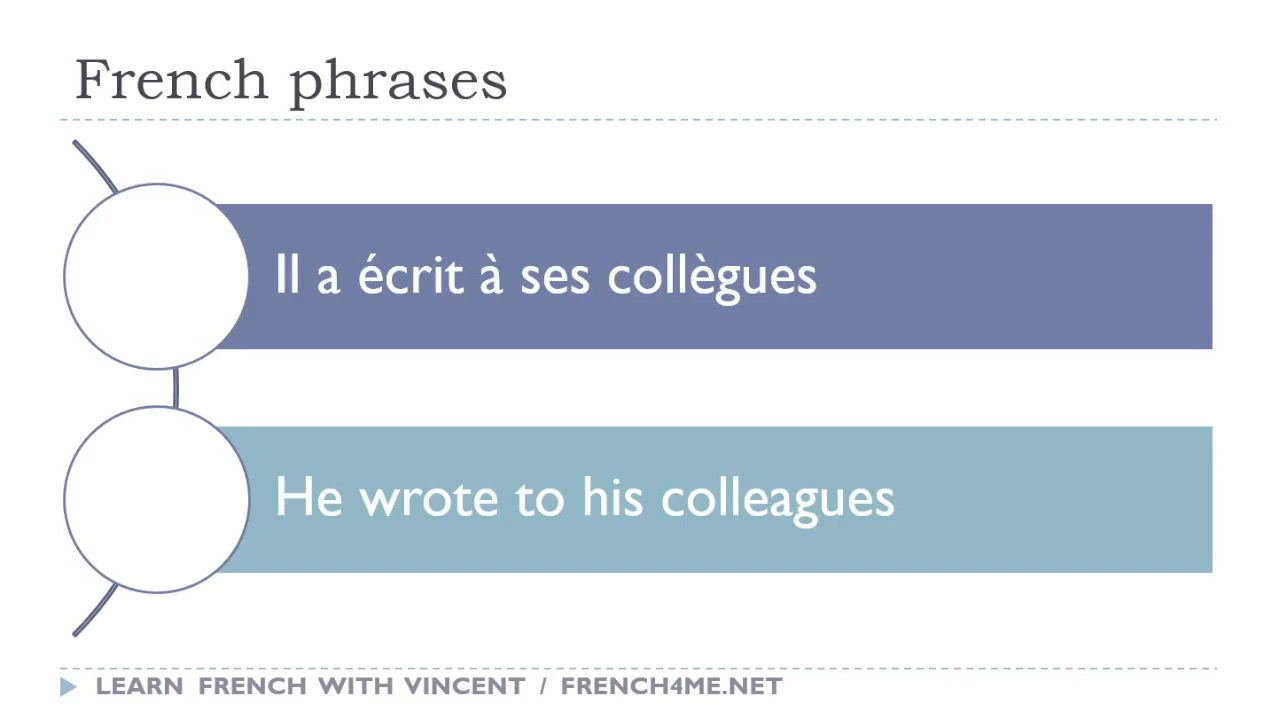 French phrases
Il a écrit à ses collègues
He wrote to his colleagues
LEARN FRENCH WITH VINCENT / FRENCH4ME.NET